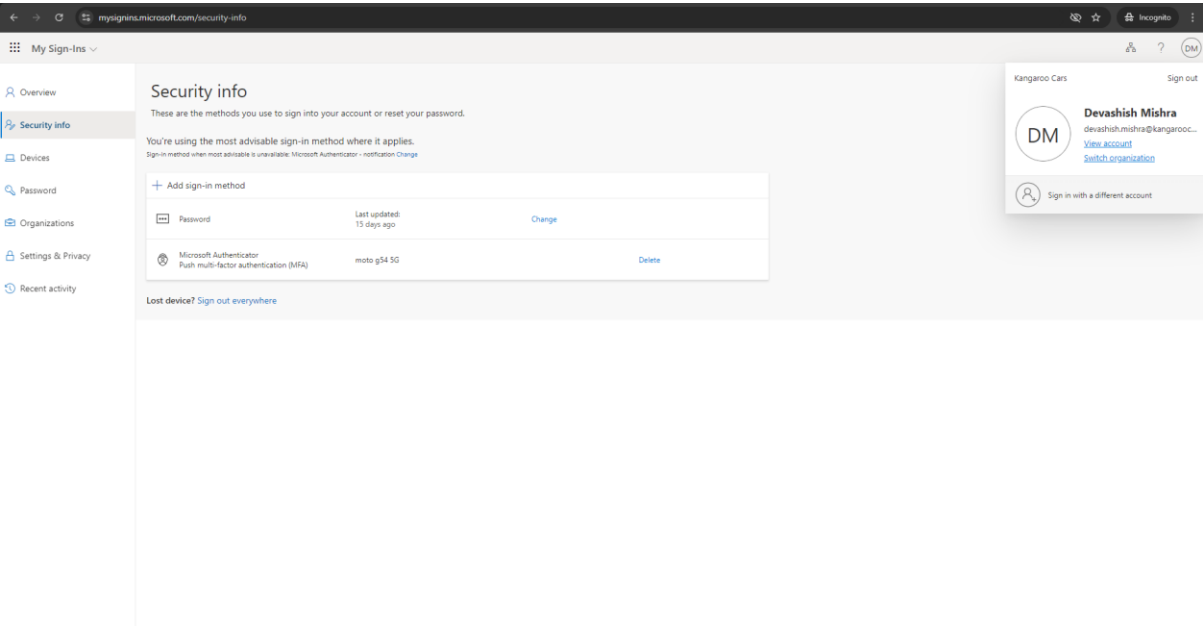 mysignins.microsoft.com/security-info
Incognito
My Sign-Ins
?
DM
Kangaroo Cars
Sign out
DM
Devashish Mishra
devashish.mishra@kangarooc...
View account
Switch organization
Sign in with a different account
Overview
Security info
Devices
Password
Organizations
Settings & Privacy
Recent activity
Security info
These are the methods you use to sign into your account or reset your password.
You're using the most advisable sign-in method where it applies.
Sign-in method when most advisable is unavailable: Microsoft Authenticator - notification Change
+ Add sign-in method
Password
Last updated:
15 days ago
Change
Microsoft Authenticator
Push multi-factor authentication (MFA)
moto g54 5G
Delete
Lost device? Sign out everywhere